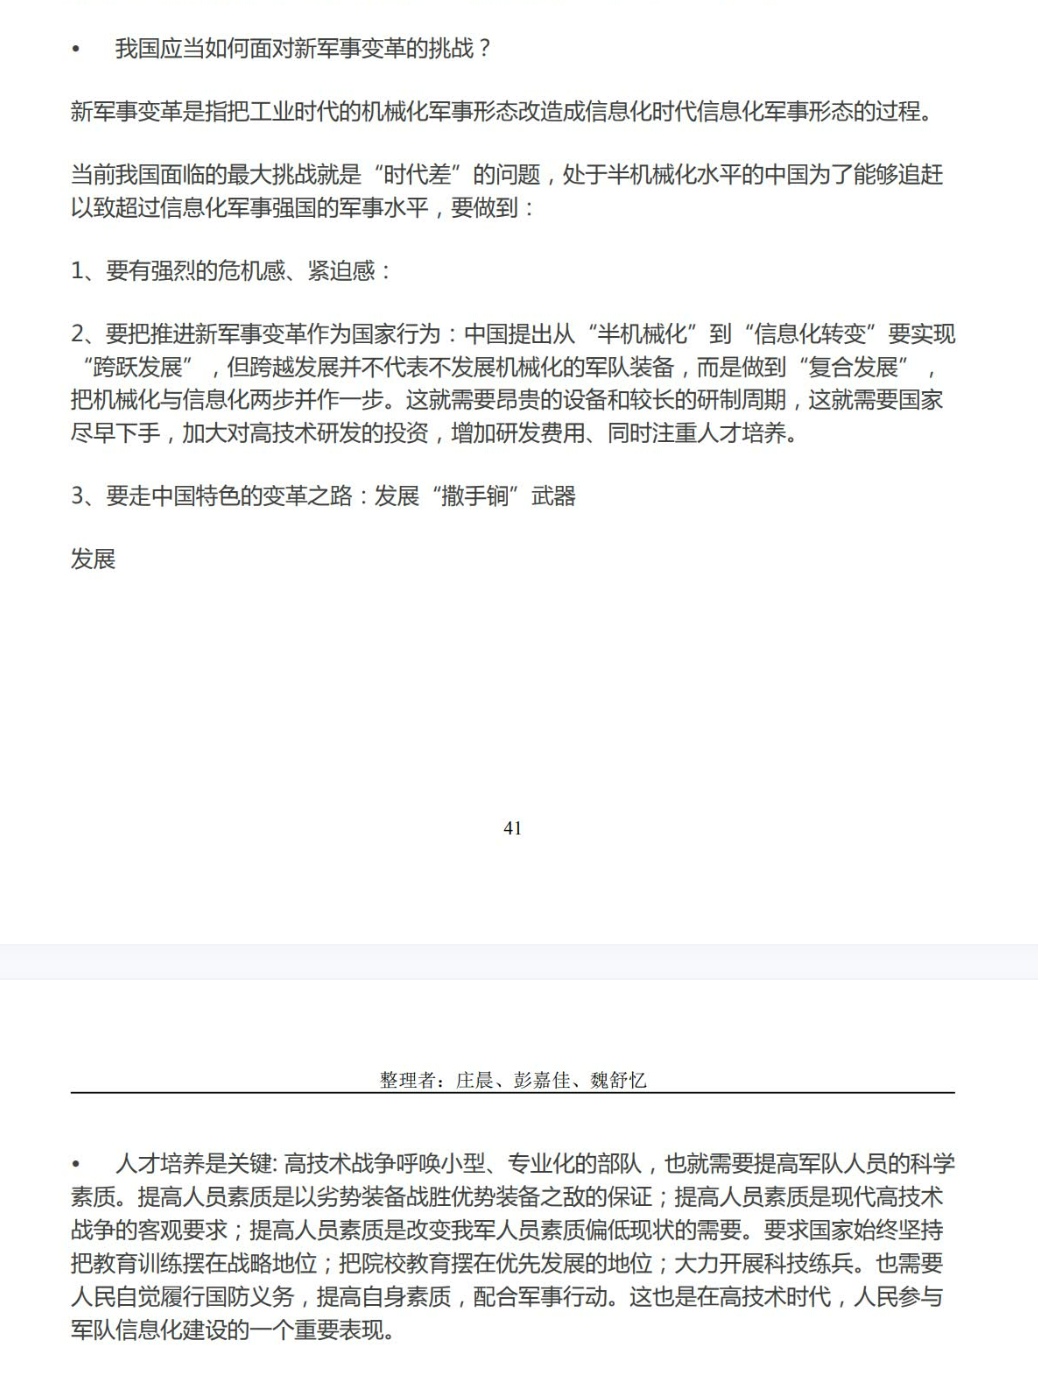 • 我国应当如何面对新军事变革的挑战？
新军事变革是指把工业时代的机械化军事形态改造成信息化时代信息化军事形态的过程。
当前我国面临的最大挑战就是“时代差”的问题，处于半机械化水平的中国为了能够追赶
以致超过信息化军事强国的军事水平，要做到：
1、要有强烈的危机感、紧迫感：
2、要把推进新军事变革作为国家行为：中国提出从“半机械化”到“信息化转变”要实现
“跨跃发展”，但跨越发展并不代表不发展机械化的军队装备，而是做到“复合发展”，
把机械化与信息化两步并作一步。这就需要昂贵的设备和较长的研制周期，这就需要国家
尽早下手，加大对高技术研发的投资，增加研发费用、同时注重人才培养。
3、要走中国特色的变革之路：发展“撒手锏”武器
发展
41
整理者：庄晨、彭嘉佳、魏舒忆
• 人才培养是关键: 高技术战争呼唤小型、专业化的部队，也就需要提高军队人员的科学
素质。提高人员素质是以劣势装备战胜优势装备之敌的保证；提高人员素质是现代高技术
战争的客观要求；提高人员素质是改变我军人员素质偏低现状的需要。要求国家始终坚持
把教育训练摆在战略地位；把院校教育摆在优先发展的地位；大力开展科技练兵。也需要
人民自觉履行国防义务，提高自身素质，配合军事行动。这也是在高技术时代，人民参与
军队信息化建设的一个重要表现。